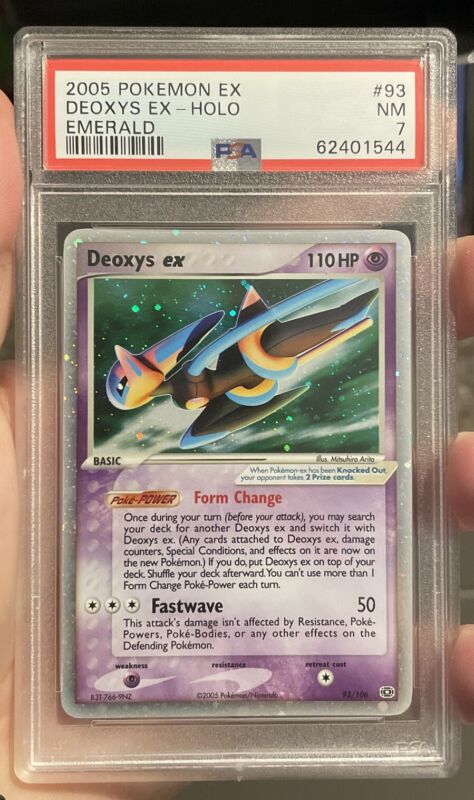 2005 POKEMON EX #93
DEOXYS EX - HOLO NM
EMERALD 7
PSA 62401544
Deoxys ex 110 HP
BASIC
Illus. Mitsuhiro Arita
When Pokémon-ex has been Knocked Out,
your opponent takes 2 Prize cards.
Poké-POWER Form Change
Once during your turn (before your attack), you may search
your deck for another Deoxys ex and switch it with
Deoxys ex. (Any cards attached to Deoxys ex, damage
counters, Special Conditions, and effects on it are now on
the new Pokémon.) If you do, put Deoxys ex on top of your
deck. Shuffle your deck afterward. You can't use more than 1
Form Change Poké-Power each turn.
Fastwave 50
This attack's damage isn't affected by Resistance, Poké-
Powers, Poké-Bodies, or any other effects on the
Defending Pokémon.
weakness resistance retreat cost
B3T-766-9NZ ©2005 Pokémon/Nintendo 93/106
PSA